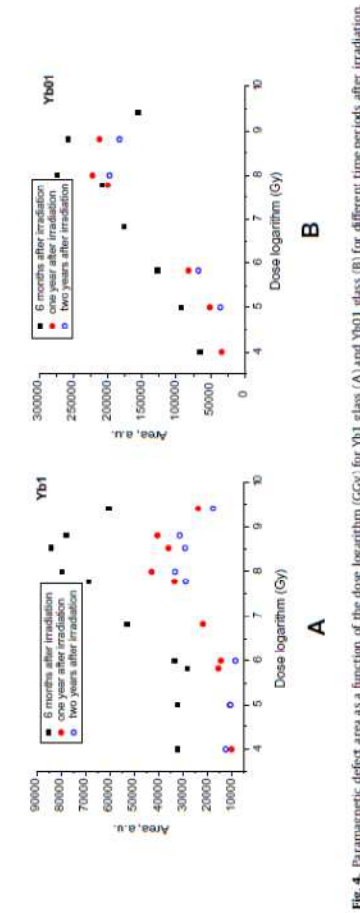 Yb1
6 months after irradiation
one year after irradiation
two years after irradiation
90000
80000
70000
60000
50000
40000
30000
20000
10000
Area, a.u.
4 5 6 7 8 9 10
Dose logarithm (Gy)
A
Yb01
6 months after irradiation
one year after irradiation
two years after irradiation
300000
250000
200000
150000
100000
50000
0
Area, a.u.
4 5 6 7 8 9 10
Dose logarithm (Gy)
B
Fig. 4. Paramagnetic defect area as a function of the dose logarithm (GGy) for Yb1 glass (A) and Yb01 glass (B) for different time periods after irradiation.